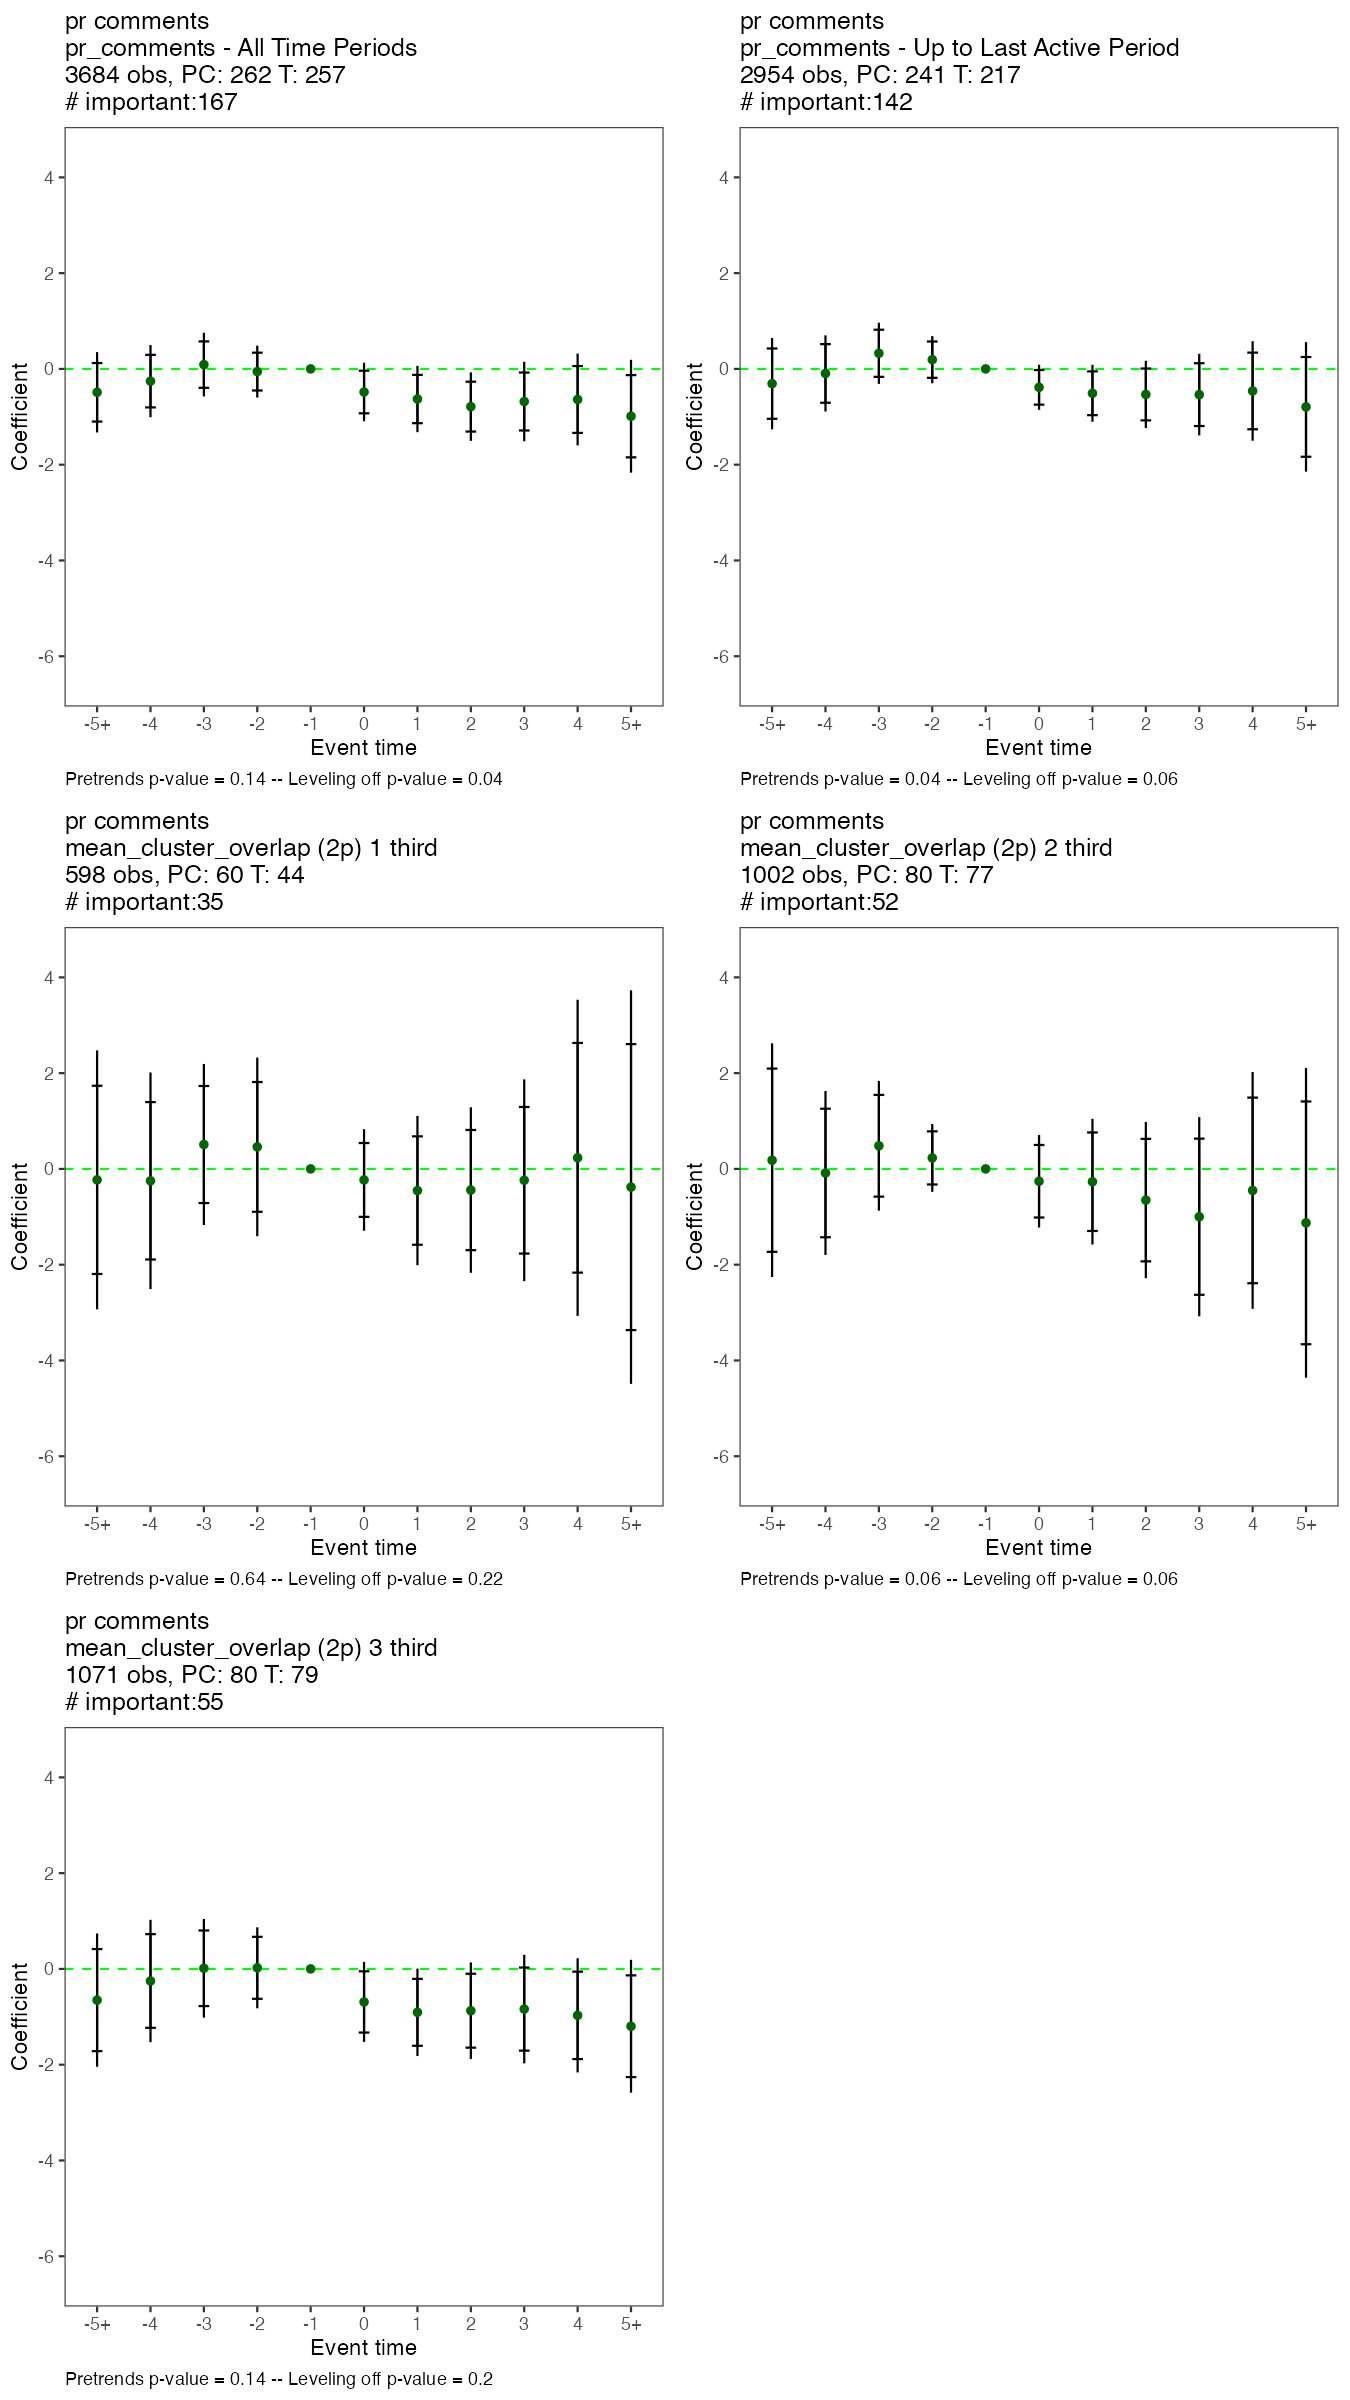 pr comments
pr_comments - All Time Periods
3684 obs, PC: 262 T: 257
# important:167
4
2
0
-2
-4
-6
Coefficient
-5+ -4 -3 -2 -1 0 1 2 3 4 5+
Event time
Pretrends p-value = 0.14 -- Leveling off p-value = 0.04
pr comments
pr_comments - Up to Last Active Period
2954 obs, PC: 241 T: 217
# important:142
4
2
0
-2
-4
-6
Coefficient
-5+ -4 -3 -2 -1 0 1 2 3 4 5+
Event time
Pretrends p-value = 0.04 -- Leveling off p-value = 0.06
pr comments
mean_cluster_overlap (2p) 1 third
598 obs, PC: 60 T: 44
# important:35
4
2
0
-2
-4
-6
Coefficient
-5+ -4 -3 -2 -1 0 1 2 3 4 5+
Event time
Pretrends p-value = 0.64 -- Leveling off p-value = 0.22
pr comments
mean_cluster_overlap (2p) 2 third
1002 obs, PC: 80 T: 77
# important:52
4
2
0
-2
-4
-6
Coefficient
-5+ -4 -3 -2 -1 0 1 2 3 4 5+
Event time
Pretrends p-value = 0.06 -- Leveling off p-value = 0.06
pr comments
mean_cluster_overlap (2p) 3 third
1071 obs, PC: 80 T: 79
# important:55
4
2
0
-2
-4
-6
Coefficient
-5+ -4 -3 -2 -1 0 1 2 3 4 5+
Event time
Pretrends p-value = 0.14 -- Leveling off p-value = 0.2